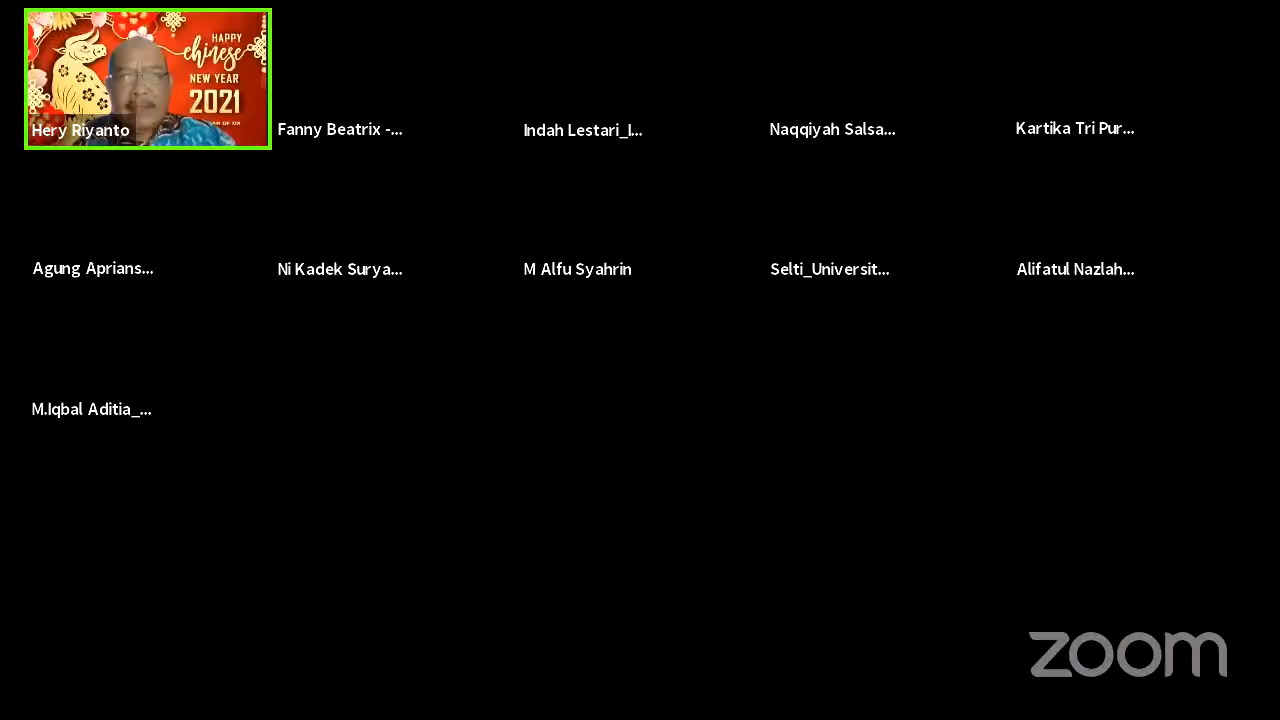 HAPPY
chinese
NEW YEAR
2021
Hery Riyanto
Fanny Beatrix -...
Indah Lestari_I...
Naqqiyah Salsa...
Kartika Tri Pur...
Agung Aprians...
Ni Kadek Surya...
M Alfu Syahrin
Selti_Universit...
Alifatul Nazlah...
M.Iqbal Aditia_...
zoom